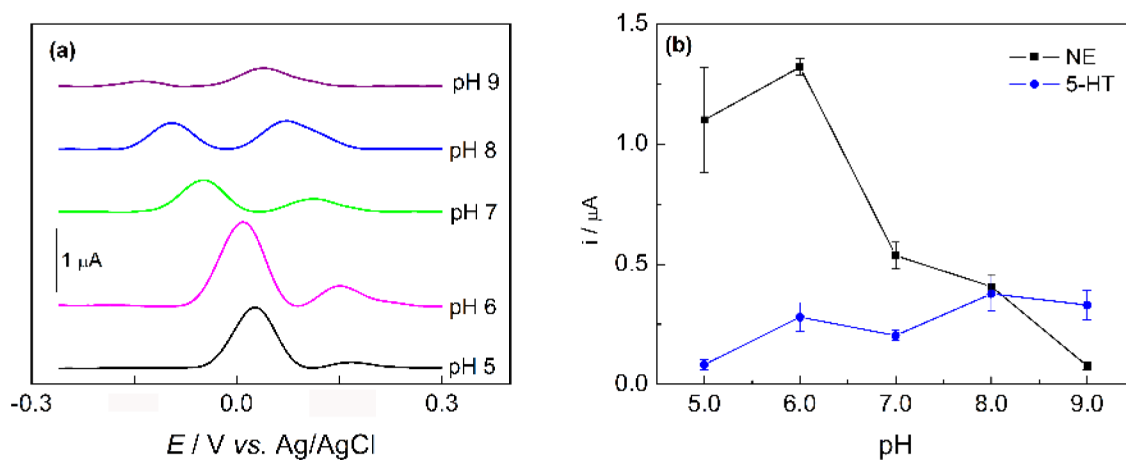 (a)
pH 9
pH 8
pH 7
1 μA
pH 6
pH 5
-0.3 0.0 0.3
E / V vs. Ag/AgCl
(b)
NE
5-HT
1.5
1.0
0.5
0.0
i / μA
5.0 6.0 7.0 8.0 9.0
pH